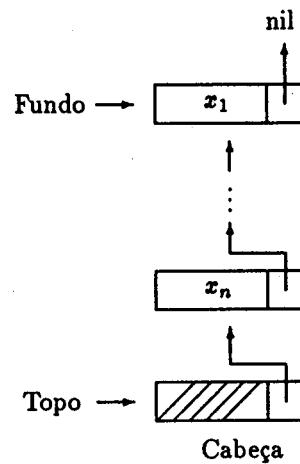 nil
Fundo x₁
⋮
xₙ
Topo
Cabeça